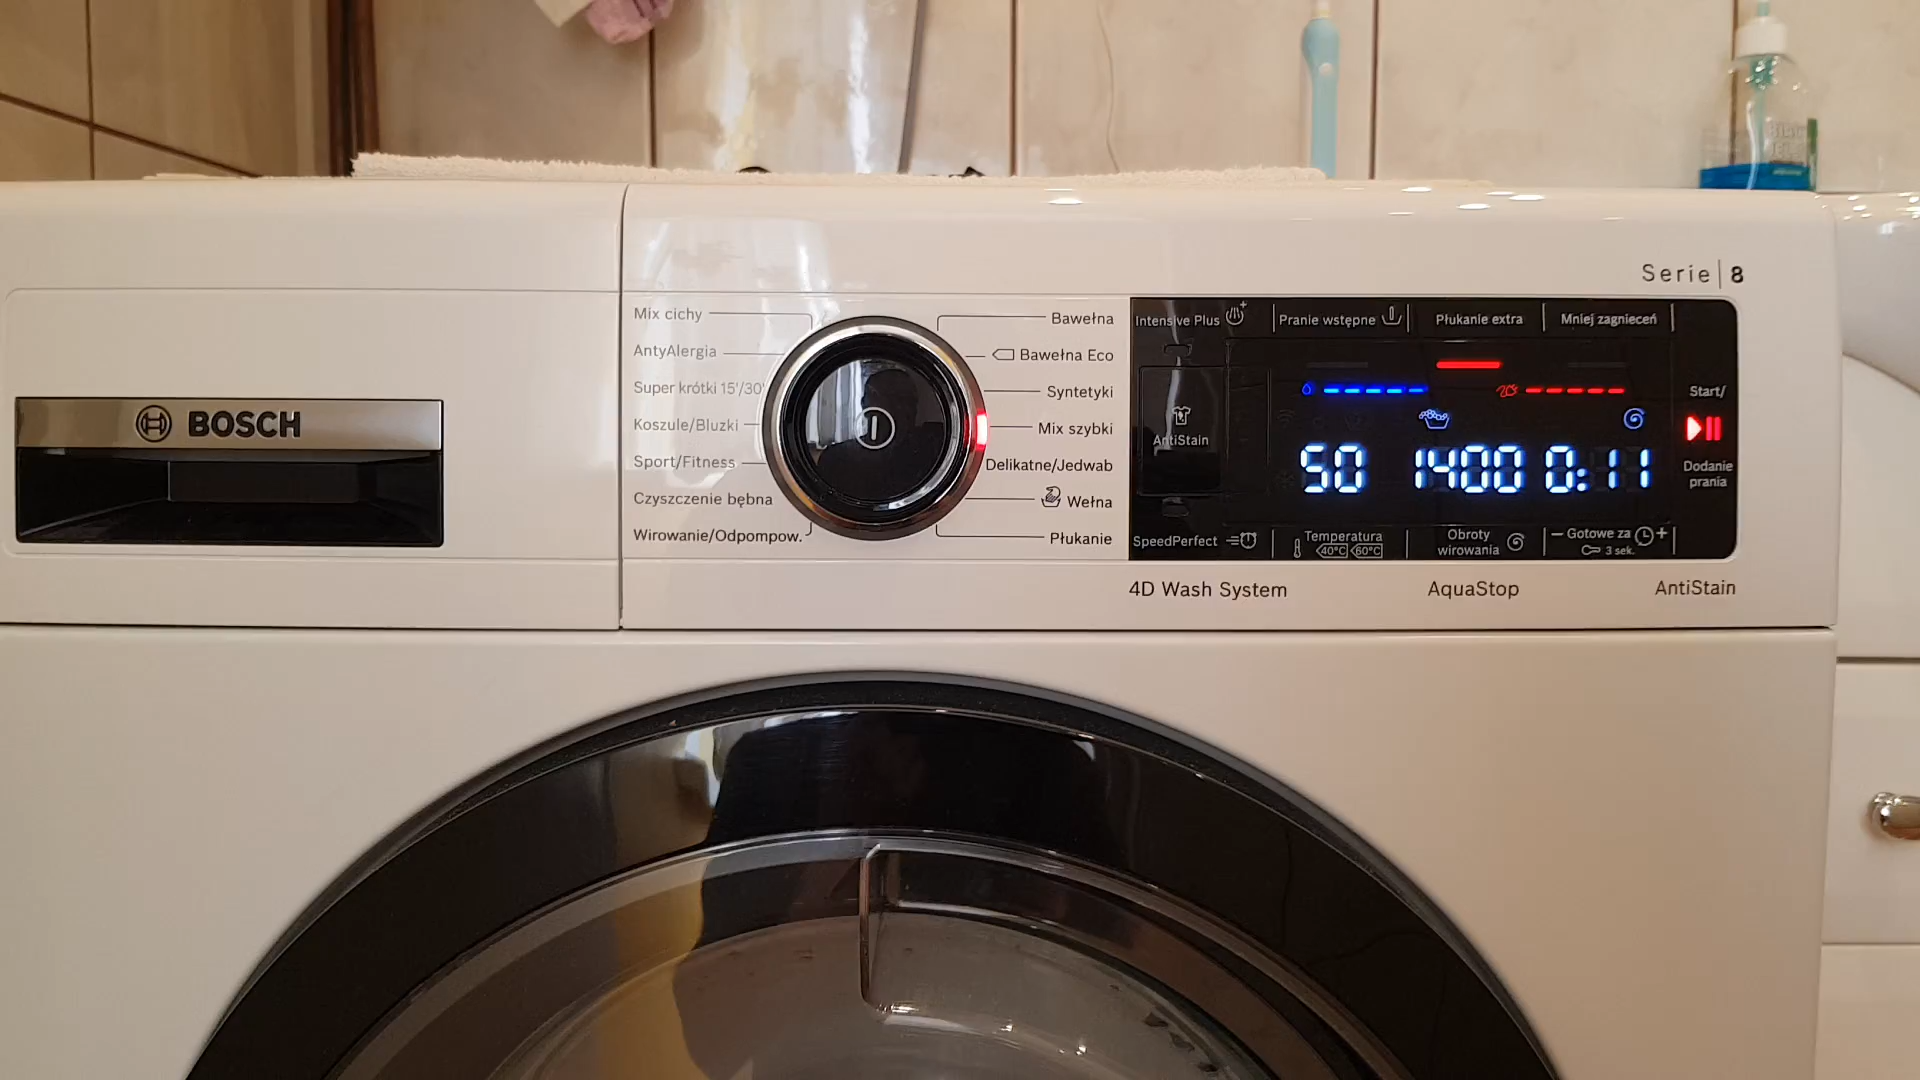 Serie | 8
BOSCH
Mix cichy
AntyAlergia
Super krótki 15'/30'
Koszule/Bluzki
Sport/Fitness
Czyszczenie bębna
Wirowanie/Odpompow.
Bawełna
Bawełna Eco
Syntetyki
Mix szybki
Delikatne/Jedwab
Wełna
Płukanie
Intensive Plus
Pranie wstępne
Płukanie extra
Mniej zagnieceń
AntiStain
50 1400 0:11
Start/
Dodanie
prania
SpeedPerfect
Temperatura
40°C 60°C
Obroty
wirowania
− Gotowe za +
3 sek.
4D Wash System
AquaStop
AntiStain